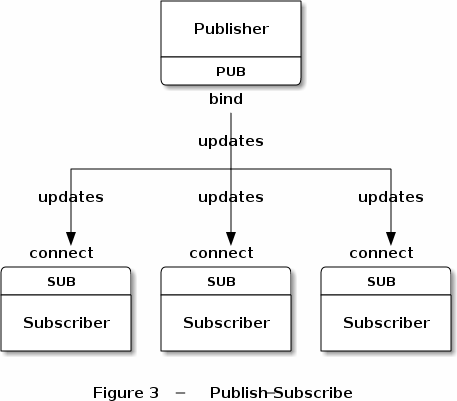 Publisher
PUB
bind
updates
updates updates updates
connect connect connect
SUB SUB SUB
Subscriber Subscriber Subscriber
Figure 3 – Publish–Subscribe